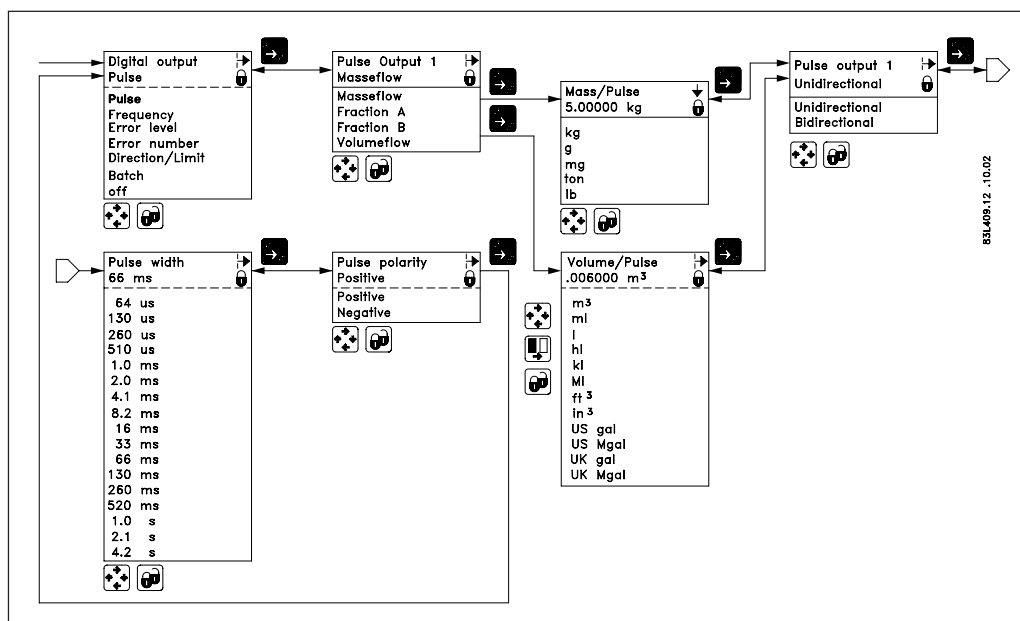 Digital output
Pulse
Pulse
Frequency
Error level
Error number
Direction/Limit
Batch
off
Pulse Output 1
Masseflow
Masseflow
Fraction A
Fraction B
Volumeflow
Mass/Pulse
5.00000 kg
kg
g
mg
ton
lb
Pulse output 1
Unidirectional
Unidirectional
Bidirectional
83L409.12 .10.02
Pulse width
66 ms
64 us
130 us
260 us
510 us
1.0 ms
2.0 ms
4.1 ms
8.2 ms
16 ms
33 ms
66 ms
130 ms
260 ms
520 ms
1.0 s
2.1 s
4.2 s
Pulse polarity
Positive
Positive
Negative
Volume/Pulse
.006000 m³
m³
ml
l
hl
kl
Ml
ft³
in³
US gal
US Mgal
UK gal
UK Mgal